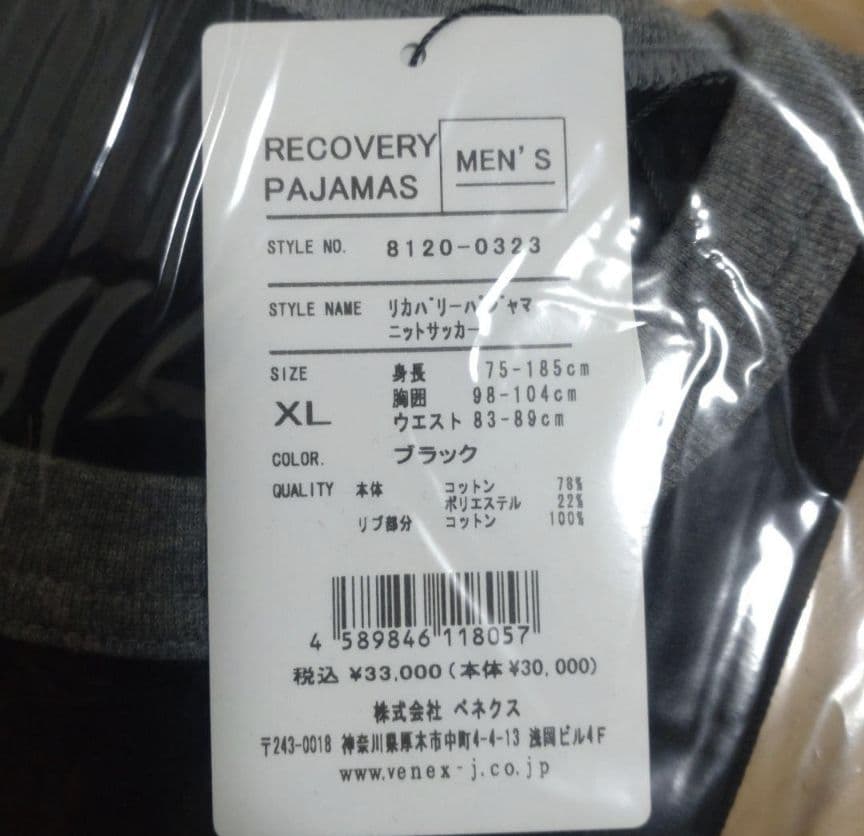 RECOVERY
PAJAMAS
MEN'S
STYLE NO. 8120-0323
STYLE NAME リカバリーパジャマ
ニットサッカー
SIZE 身長 75-185cm
XL 胸囲 98-104cm
ウエスト 83-89cm
COLOR. ブラック
QUALITY 本体 コットン 78%
ポリエステル 22%
リブ部分 コットン 100%
4 589846 118057
税込 ¥33,000(本体 ¥30,000)
株式会社 ベネクス
〒243-0018 神奈川県厚木市中町4-4-13 浅岡ビル4F
www.venex-j.co.jp